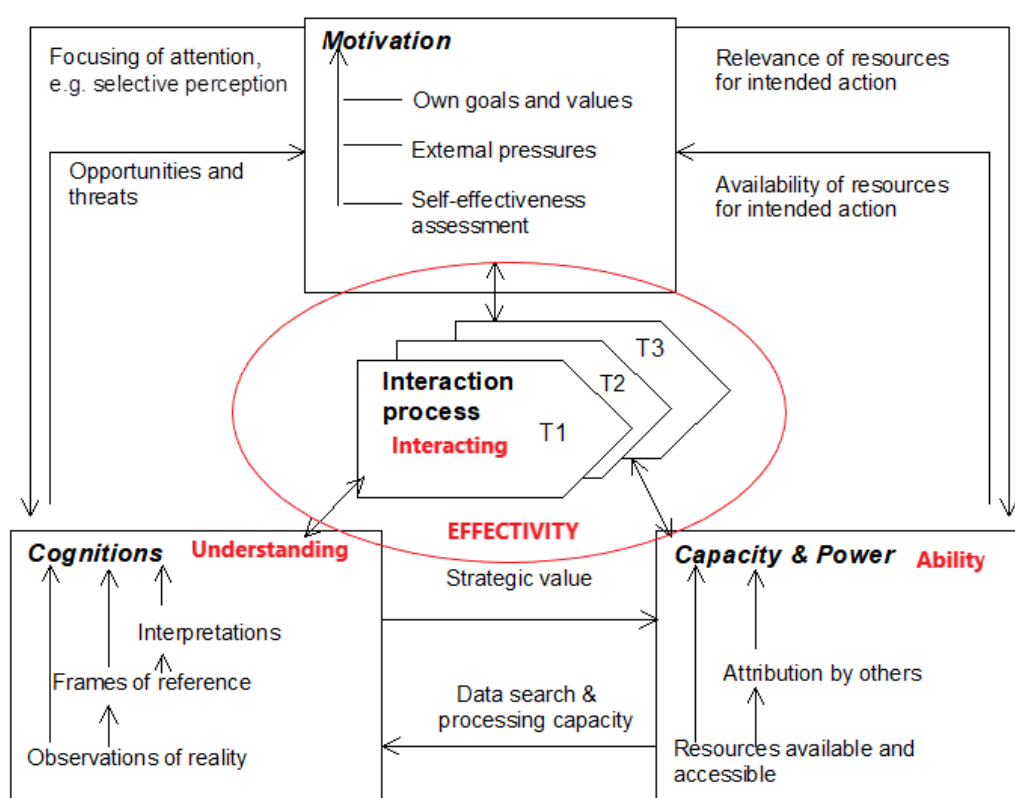 Motivation
Focusing of attention,
e.g. selective perception
Relevance of resources
for intended action
Own goals and values
External pressures
Opportunities and
threats
Self-effectiveness
assessment
Availability of resources
for intended action
T3
T2
Interaction
process
T1
Interacting
EFFECTIVITY
Cognitions
Understanding
Strategic value
Capacity & Power
Ability
Interpretations
Frames of reference
Observations of reality
Data search &
processing capacity
Attribution by others
Resources available and
accessible